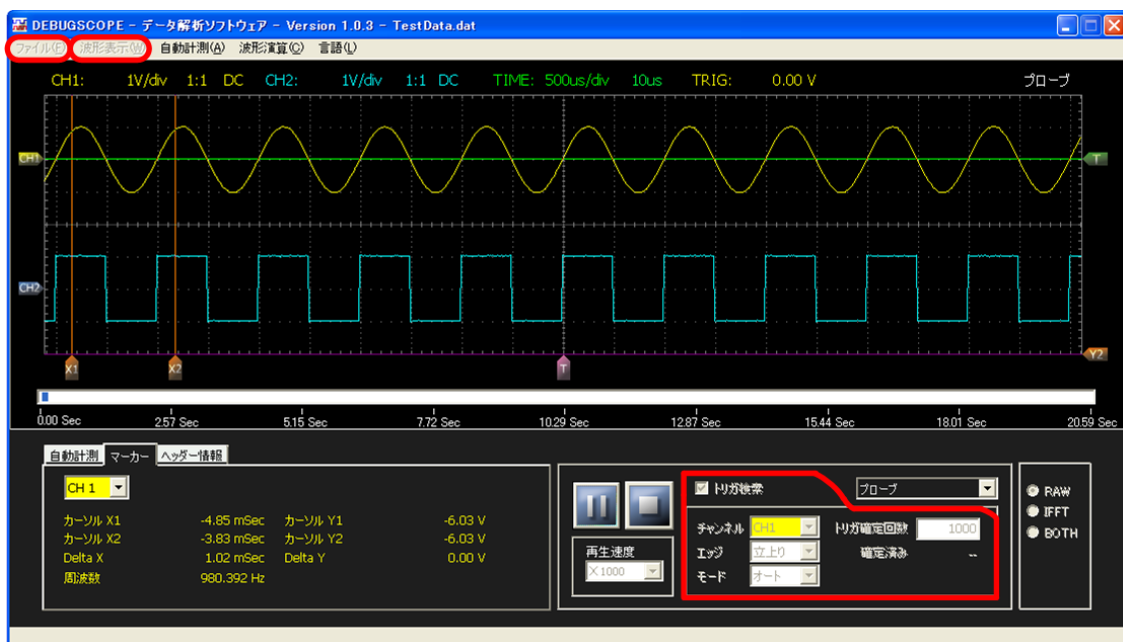 DEBUGSCOPE - データ解析ソフトウェア - Version 1.0.3 - TestData.dat
ファイル(F) 波形表示(W) 自動計測(A) 波形演算(C) 言語(L)
CH1: 1V/div 1:1 DC CH2: 1V/div 1:1 DC TIME: 500us/div 10us TRIG: 0.00 V プローブ
CH1
T
CH2
Y2
X1 X2 T
0.00 Sec 2.57 Sec 5.15 Sec 7.72 Sec 10.29 Sec 12.87 Sec 15.44 Sec 18.01 Sec 20.59 Sec
自動計測 マーカー ヘッダー情報
CH 1
カーソル X1 -4.85 mSec カーソル Y1 -6.03 V
カーソル X2 -3.83 mSec カーソル Y2 -6.03 V
Delta X 1.02 mSec Delta Y 0.00 V
周波数 980.392 Hz
再生速度
X 1000
トリガ検索 プローブ
チャンネル CH1 トリガ確定回数 1000
エッジ 立上り 確定済み --
モード オート
RAW
IFFT
BOTH